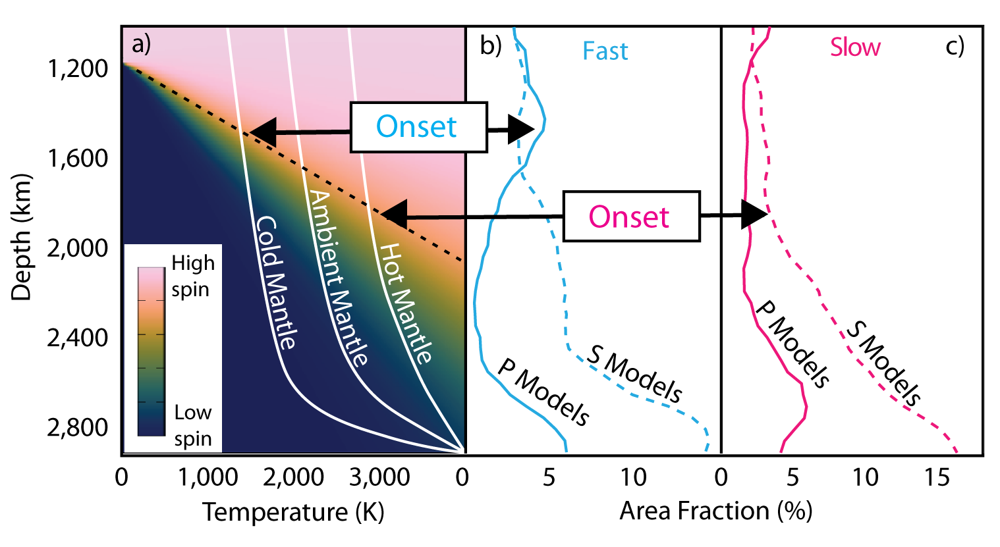 a)
b)
Fast
Slow
c)
1,200
1,600
2,000
2,400
2,800
Depth (km)
Onset
Onset
Cold Mantle
Ambient Mantle
Hot Mantle
High
spin
Low
spin
P Models
S Models
P Models
S Models
0
1,000
2,000
3,000
0
5
10
0
5
10
15
Temperature (K)
Area Fraction (%)